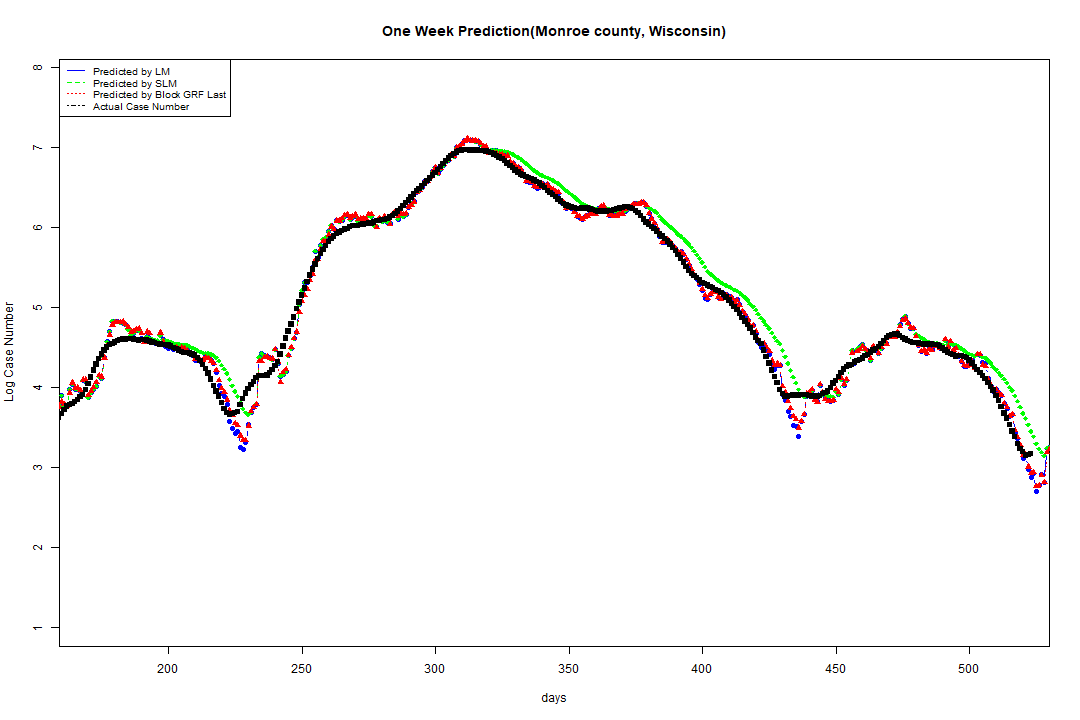 One Week Prediction(Monroe county, Wisconsin)
Predicted by LM
Predicted by SLM
Predicted by Block GRF Last
Actual Case Number
8
7
6
5
4
3
2
1
Log Case Number
200 250 300 350 400 450 500
days